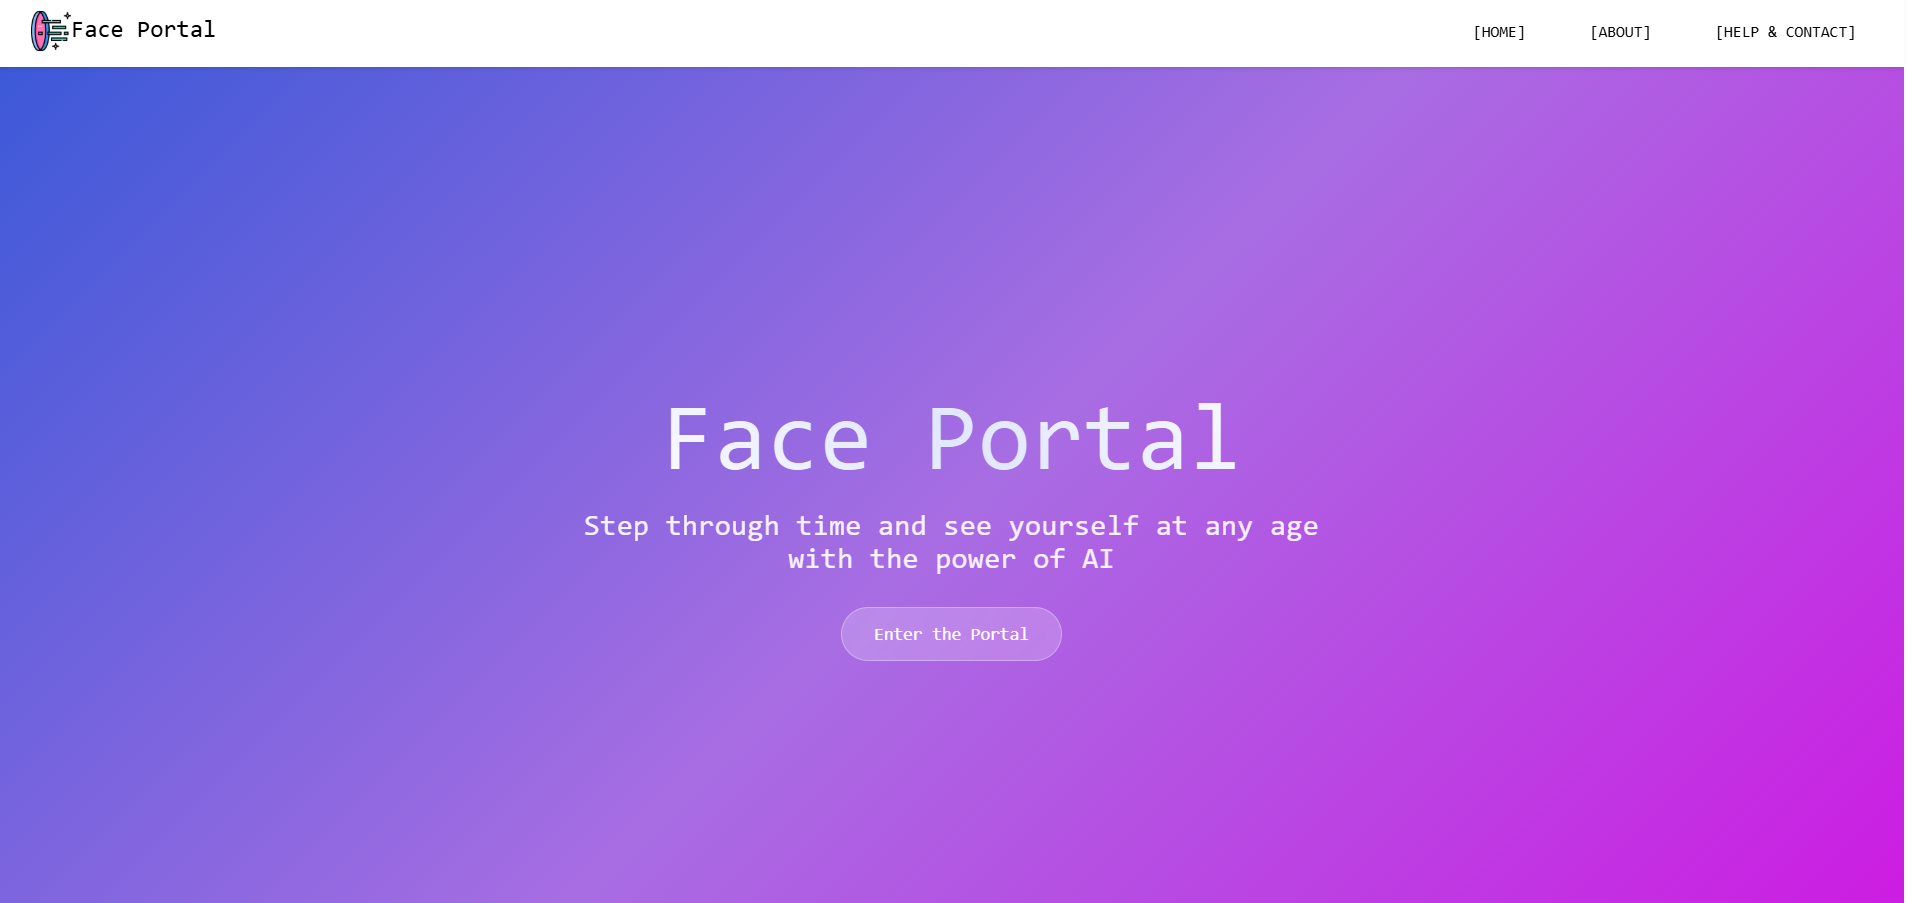 Face Portal
[HOME]
[ABOUT]
[HELP & CONTACT]
Face Portal
Step through time and see yourself at any age
with the power of AI
Enter the Portal